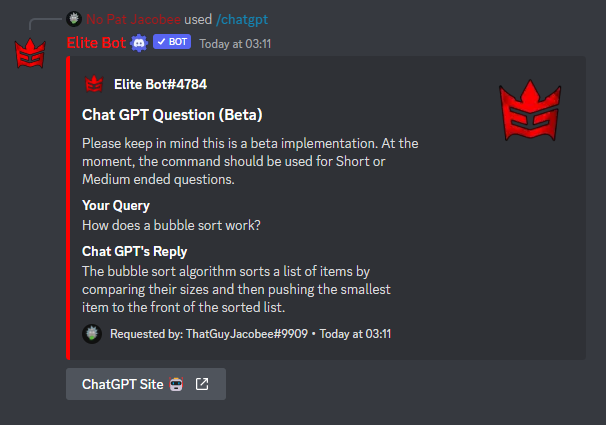 No Pat Jacobee used /chatgpt
Elite Bot ✓ BOT Today at 03:11
Elite Bot#4784
Chat GPT Question (Beta)
Please keep in mind this is a beta implementation. At the
moment, the command should be used for Short or
Medium ended questions.
Your Query
How does a bubble sort work?
Chat GPT's Reply
The bubble sort algorithm sorts a list of items by
comparing their sizes and then pushing the smallest
item to the front of the sorted list.
Requested by: ThatGuyJacobee#9909 • Today at 03:11
ChatGPT Site